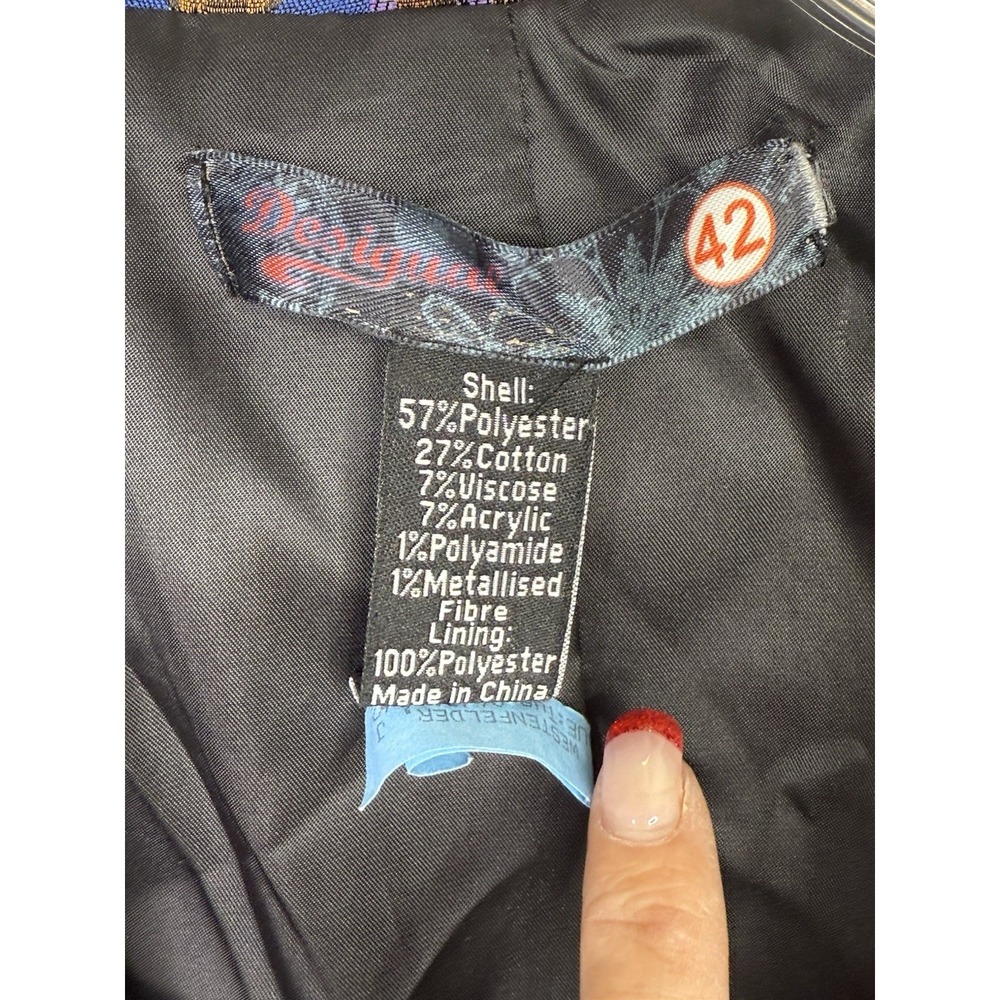 Desigual
42
Shell:
57%Polyester
27%Cotton
7%Viscose
7%Acrylic
1%Polyamide
1%Metallised
Fibre
Lining:
100%Polyester
Made in China
WESTENFELDER